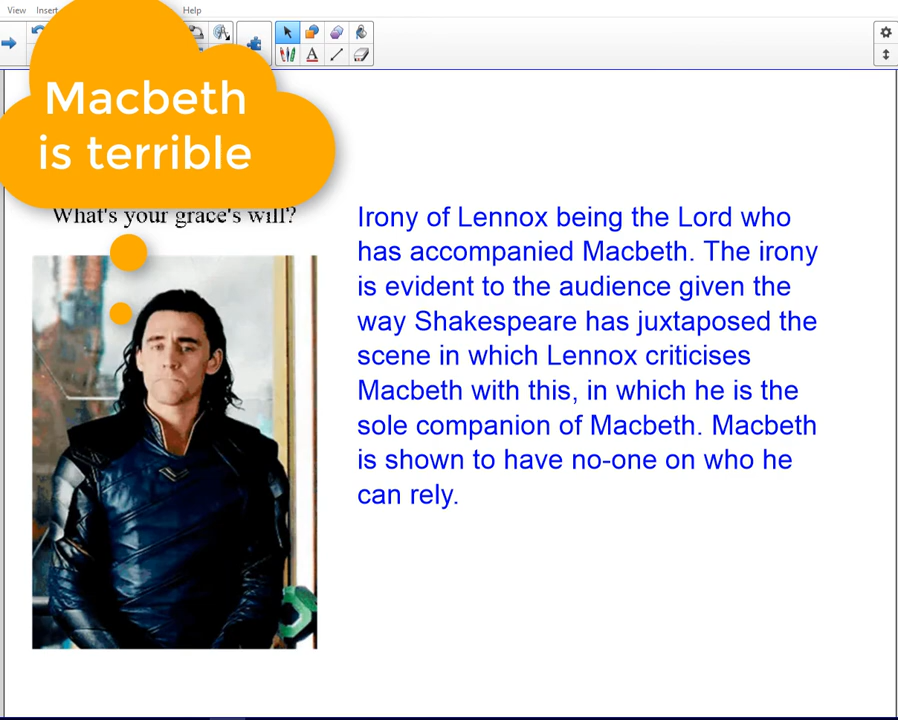 View Insert Help
Macbeth
is terrible
What's your grace's will?
Irony of Lennox being the Lord who
has accompanied Macbeth. The irony
is evident to the audience given the
way Shakespeare has juxtaposed the
scene in which Lennox criticises
Macbeth with this, in which he is the
sole companion of Macbeth. Macbeth
is shown to have no-one on who he
can rely.